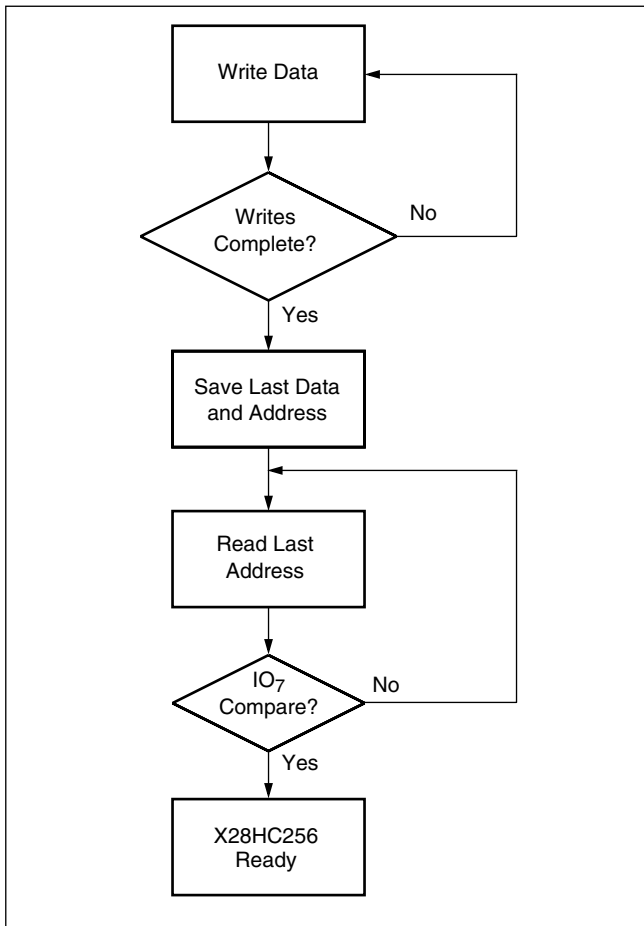 Write Data
Writes
Complete?
No
Yes
Save Last Data
and Address
Read Last
Address
IO₇
Compare?
No
Yes
X28HC256
Ready